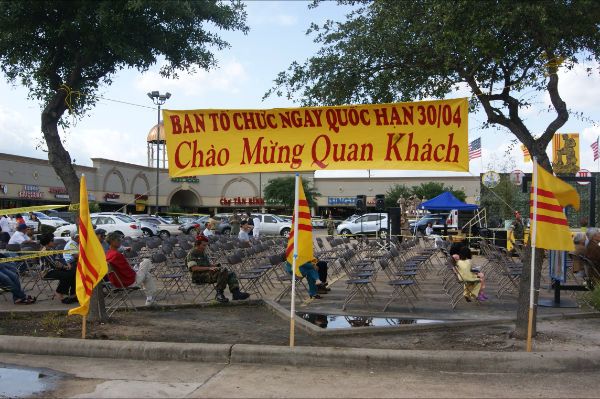 BAN TỔ CHỨC NGÀY QUỐC HẬN 30/04
Chào Mừng Quan Khách